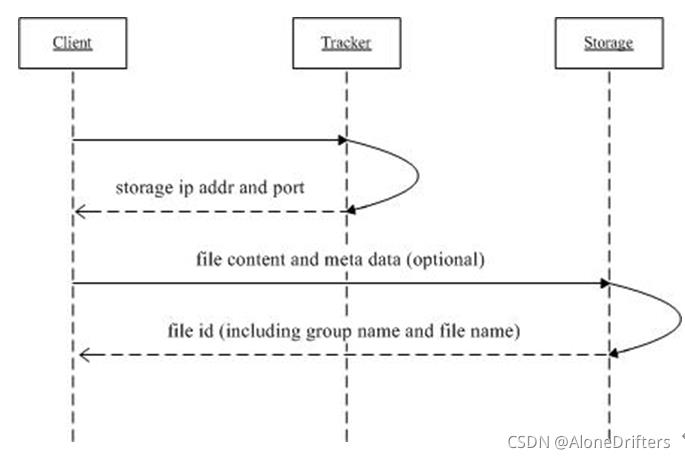 Client
Tracker
Storage
storage ip addr and port
file content and meta data (optional)
file id (including group name and file name)
CSDN @AloneDrifters